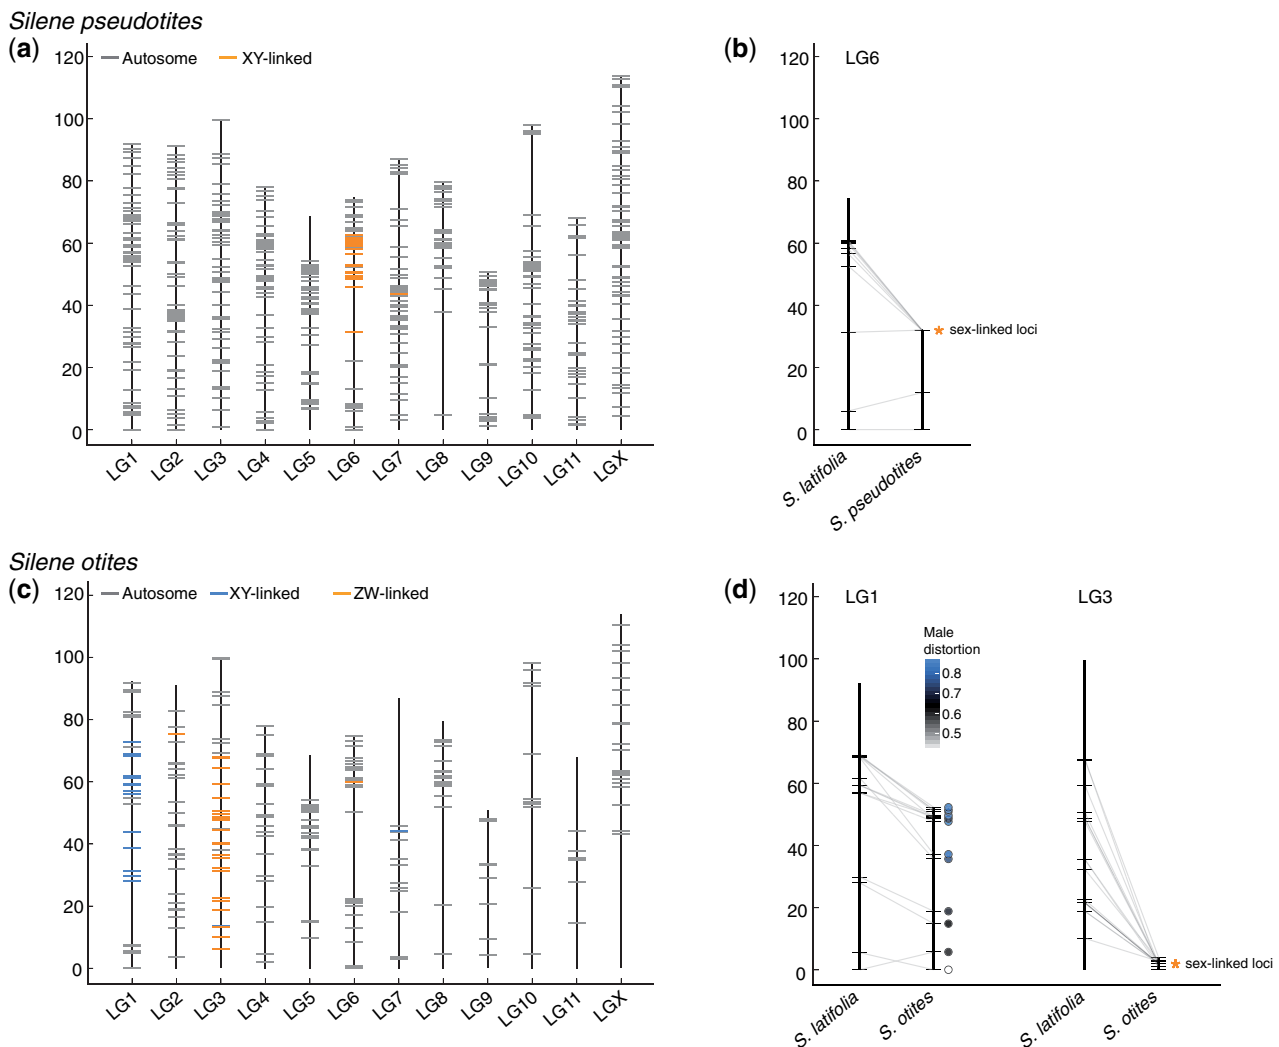 Silene pseudotites
(a)
Autosome XY-linked
120
100
80
60
40
20
0
LG1 LG2 LG3 LG4 LG5 LG6 LG7 LG8 LG9 LG10 LG11 LGX
(b)
LG6
120
100
80
60
40
20
0
* sex-linked loci
S. latifolia S. pseudotites
Silene otites
(c)
Autosome XY-linked ZW-linked
120
100
80
60
40
20
0
LG1 LG2 LG3 LG4 LG5 LG6 LG7 LG8 LG9 LG10 LG11 LGX
(d)
LG1 LG3
120
100
80
60
40
20
0
Male
distortion
0.8
0.7
0.6
0.5
* sex-linked loci
S. latifolia S. otites S. latifolia S. otites